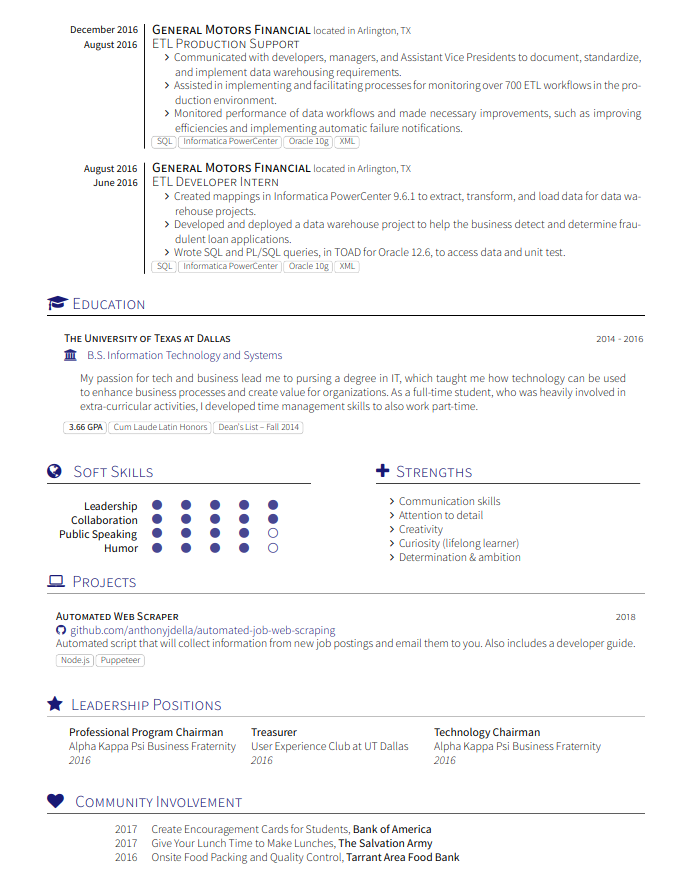 December 2016 GENERAL MOTORS FINANCIAL located in Arlington, TX
August 2016 ETL PRODUCTION SUPPORT
Communicated with developers, managers, and Assistant Vice Presidents to document, standardize,
and implement data warehousing requirements.
Assisted in implementing and facilitating processes for monitoring over 700 ETL workflows in the pro-
duction environment.
Monitored performance of data workflows and made necessary improvements, such as improving
efficiencies and implementing automatic failure notifications.
SQL Informatica PowerCenter Oracle 10g XML
August 2016 GENERAL MOTORS FINANCIAL located in Arlington, TX
June 2016 ETL DEVELOPER INTERN
Created mappings in Informatica PowerCenter 9.6.1 to extract, transform, and load data for data wa-
rehouse projects.
Developed and deployed a data warehouse project to help the business detect and determine frau-
dulent loan applications.
Wrote SQL and PL/SQL queries, in TOAD for Oracle 12.6, to access data and unit test.
SQL Informatica PowerCenter Oracle 10g XML
EDUCATION
THE UNIVERSITY OF TEXAS AT DALLAS 2014 - 2016
B.S. Information Technology and Systems
My passion for tech and business lead me to pursing a degree in IT, which taught me how technology can be used
to enhance business processes and create value for organizations. As a full-time student, who was heavily involved in
extra-curricular activities, I developed time management skills to also work part-time.
3.66 GPA Cum Laude Latin Honors Dean's List – Fall 2014
SOFT SKILLS
Leadership
Collaboration
Public Speaking
Humor
STRENGTHS
Communication skills
Attention to detail
Creativity
Curiosity (lifelong learner)
Determination & ambition
PROJECTS
AUTOMATED WEB SCRAPER 2018
github.com/anthonyjdella/automated-job-web-scraping
Automated script that will collect information from new job postings and email them to you. Also includes a developer guide.
Node.js Puppeteer
LEADERSHIP POSITIONS
Professional Program Chairman Treasurer Technology Chairman
Alpha Kappa Psi Business Fraternity User Experience Club at UT Dallas Alpha Kappa Psi Business Fraternity
2016 2016 2016
COMMUNITY INVOLVEMENT
2017 Create Encouragement Cards for Students, Bank of America
2017 Give Your Lunch Time to Make Lunches, The Salvation Army
2016 Onsite Food Packing and Quality Control, Tarrant Area Food Bank